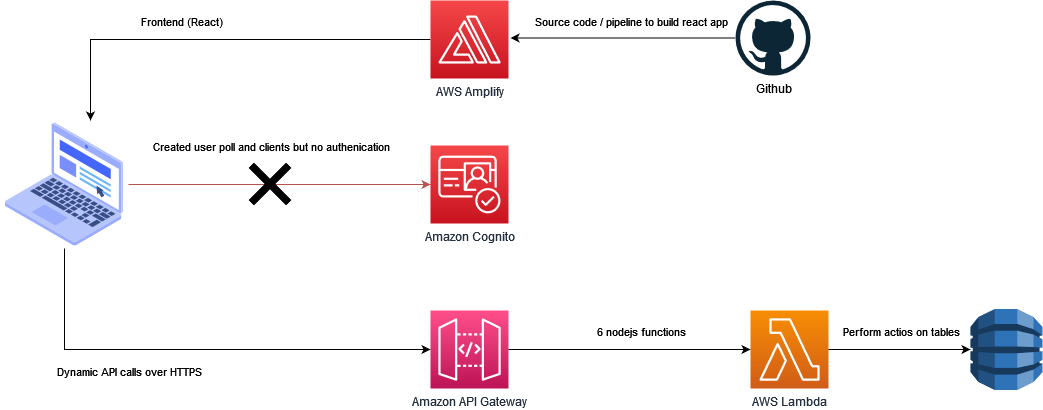 Frontend (React)
Source code / pipeline to build react app
AWS Amplify
Github
Created user poll and clients but no authenication
Amazon Cognito
6 nodejs functions
Perform actios on tables
Dynamic API calls over HTTPS
Amazon API Gateway
AWS Lambda